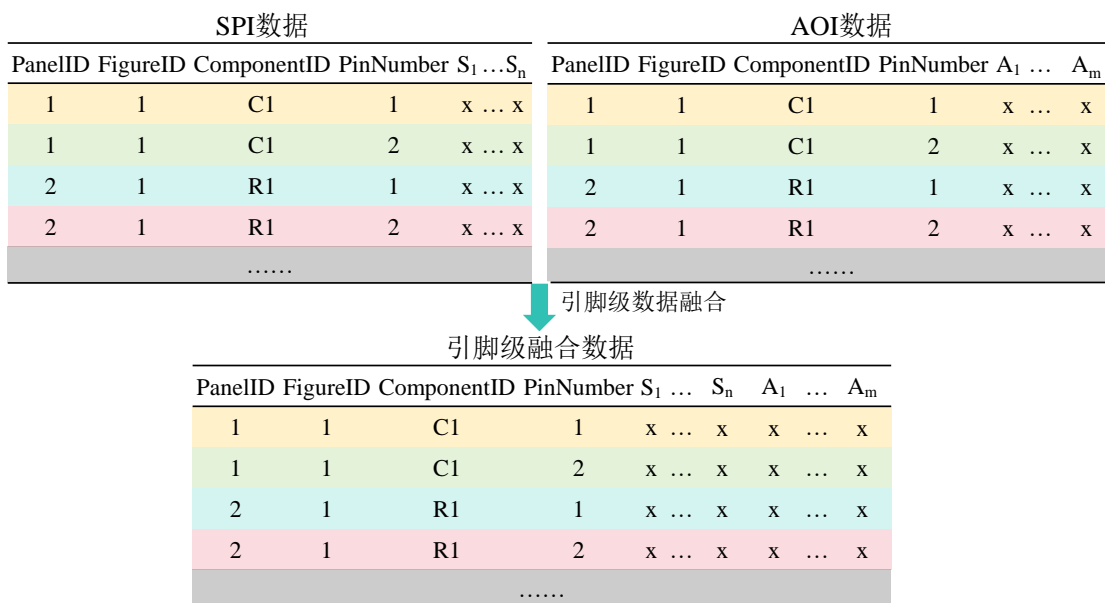 SPI数据
PanelID FigureID ComponentID PinNumber S₁ … Sₙ
1 1 C1 1 x … x
1 1 C1 2 x … x
2 1 R1 1 x … x
2 1 R1 2 x … x
……
AOI数据
PanelID FigureID ComponentID PinNumber A₁ … Aₘ
1 1 C1 1 x … x
1 1 C1 2 x … x
2 1 R1 1 x … x
2 1 R1 2 x … x
……
引脚级数据融合
引脚级融合数据
PanelID FigureID ComponentID PinNumber S₁ … Sₙ A₁ … Aₘ
1 1 C1 1 x … x x … x
1 1 C1 2 x … x x … x
2 1 R1 1 x … x x … x
2 1 R1 2 x … x x … x
……